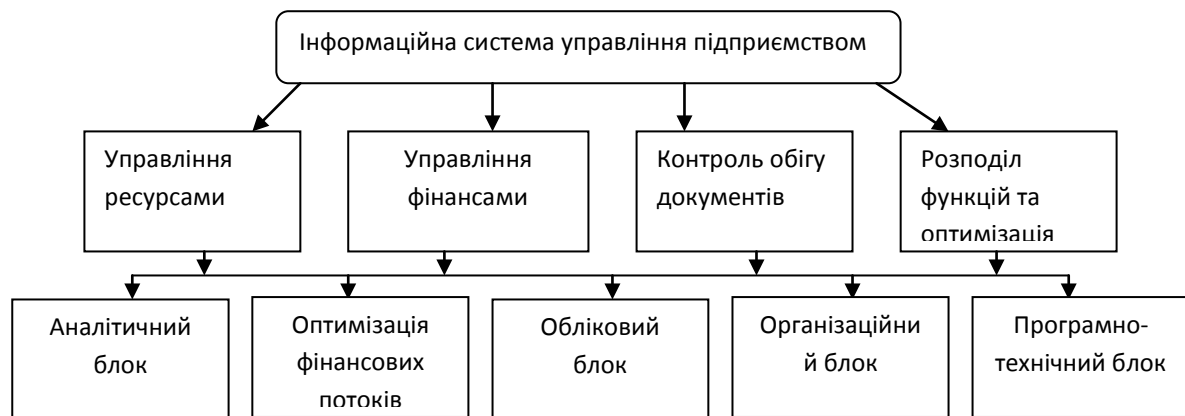 Інформаційна система управління підприємством
Управління
ресурсами
Управління
фінансами
Контроль обігу
документів
Розподіл
функцій та
оптимізація
Аналітичний
блок
Оптимізація
фінансових
потоків
Обліковий
блок
Організаційни
й блок
Програмно-
технічний блок